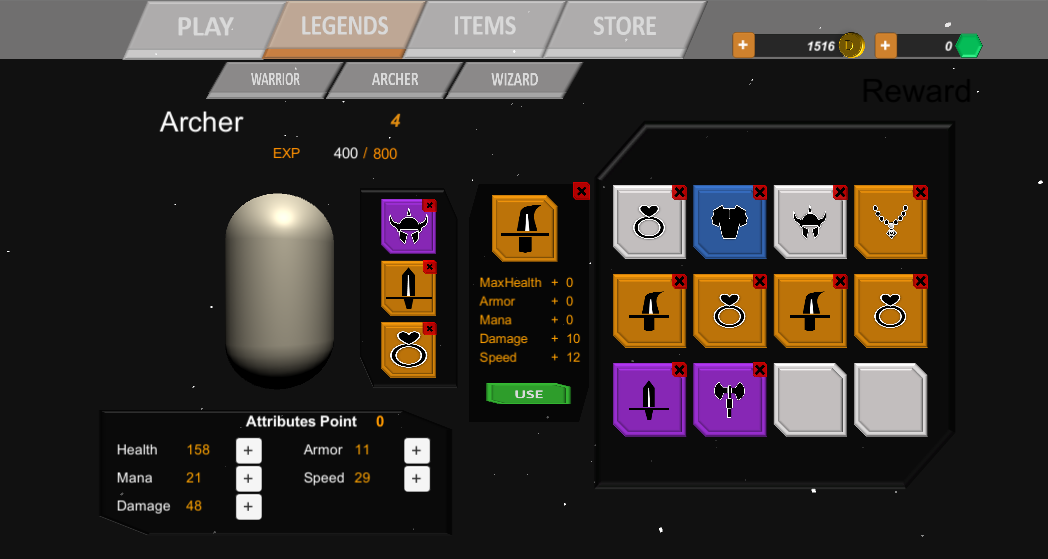 PLAY LEGENDS ITEMS STORE
1516 0
WARRIOR ARCHER WIZARD
Reward
Archer 4
EXP 400 / 800
MaxHealth + 0
Armor + 0
Mana + 0
Damage + 10
Speed + 12
USE
Attributes Point 0
Health 158 + Armor 11 +
Mana 21 + Speed 29 +
Damage 48 +